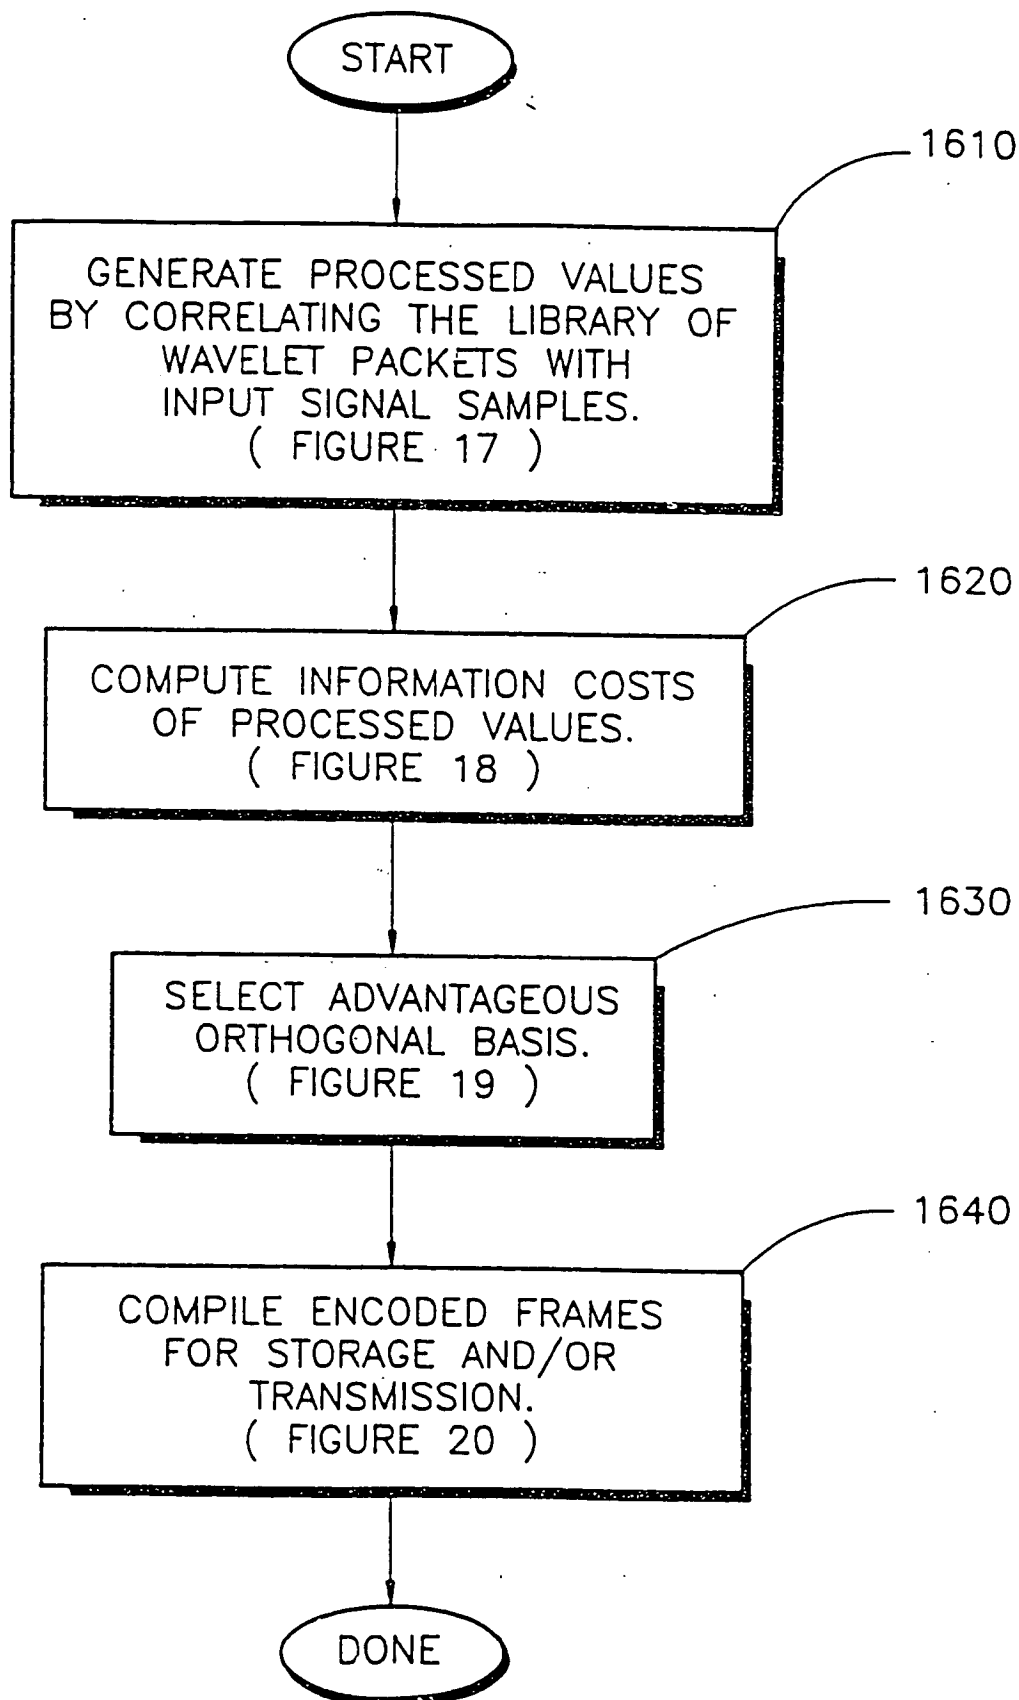 START
1610
GENERATE PROCESSED VALUES
BY CORRELATING THE LIBRARY OF
WAVELET PACKETS WITH
INPUT SIGNAL SAMPLES.
( FIGURE 17 )
1620
COMPUTE INFORMATION COSTS
OF PROCESSED VALUES.
( FIGURE 18 )
1630
SELECT ADVANTAGEOUS
ORTHOGONAL BASIS.
( FIGURE 19 )
1640
COMPILE ENCODED FRAMES
FOR STORAGE AND/OR
TRANSMISSION.
( FIGURE 20 )
DONE